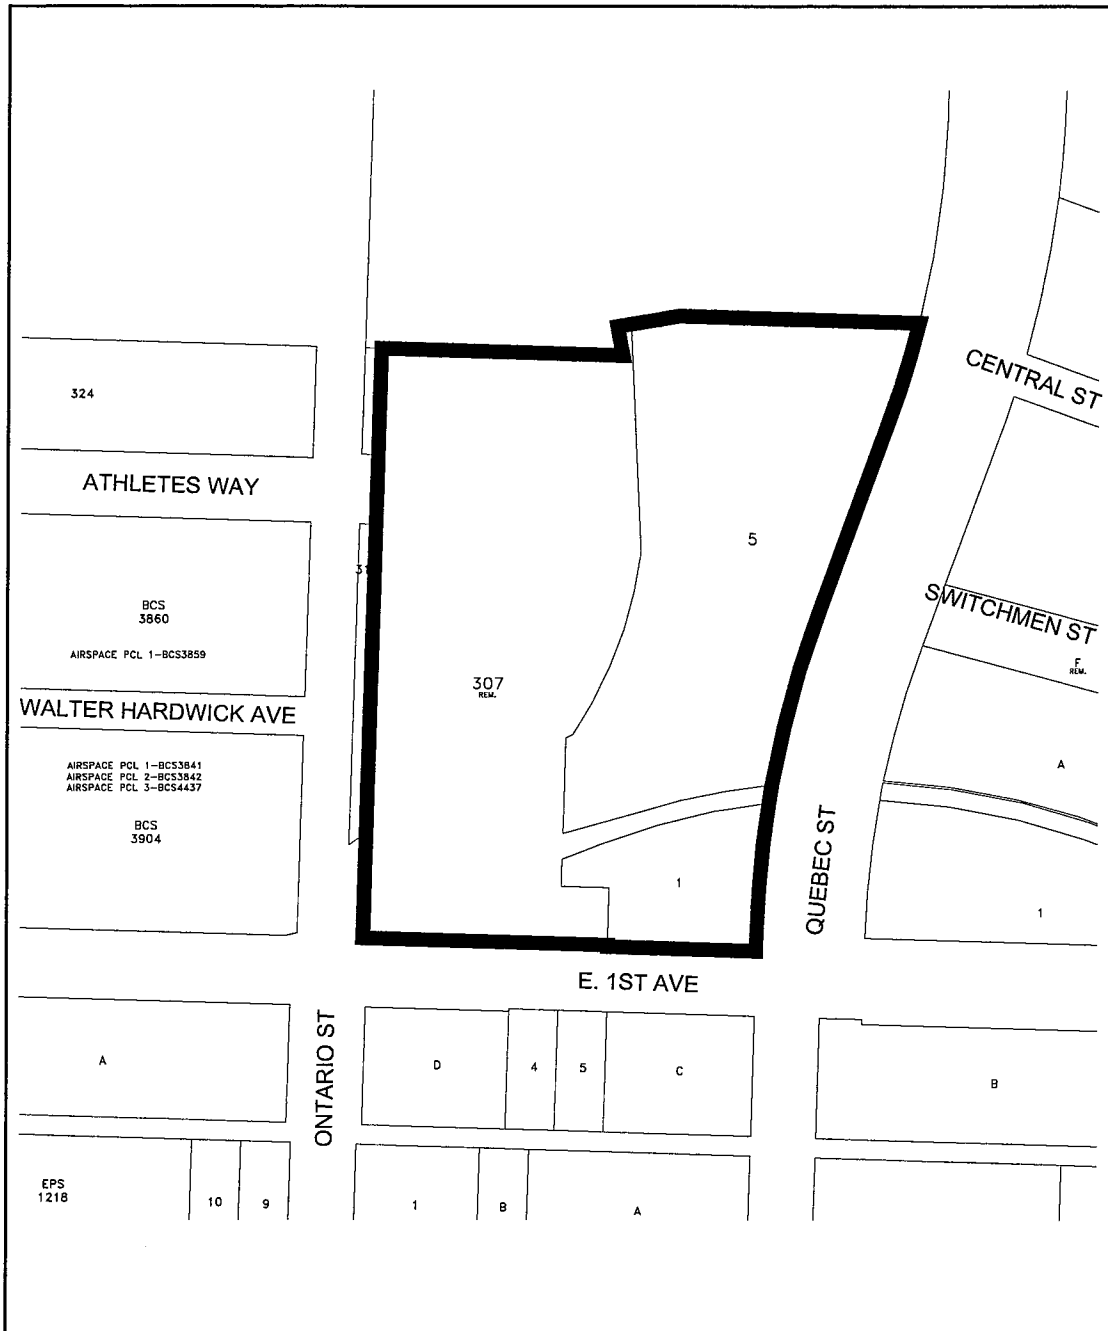 324
CENTRAL ST
ATHLETES WAY
5
31
BCS
3860
AIRSPACE PCL 1-BCS3859
SWITCHMEN ST
F
REM.
307
REM.
WALTER HARDWICK AVE
AIRSPACE PCL 1-BCS3841
AIRSPACE PCL 2-BCS3842
AIRSPACE PCL 3-BCS4437
A
BCS
3904
QUEBEC ST
1
1
E. 1ST AVE
ONTARIO ST
A
D
4
5
C
B
EPS
1218
10
9
1
B
A